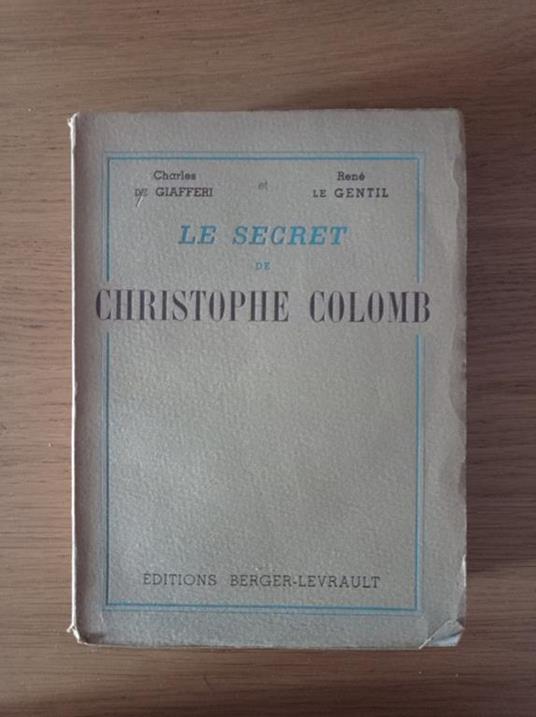 Charles et René
DE GIAFFERI LE GENTIL
LE SECRET
DE
CHRISTOPHE COLOMB
ÉDITIONS BERGER-LEVRAULT